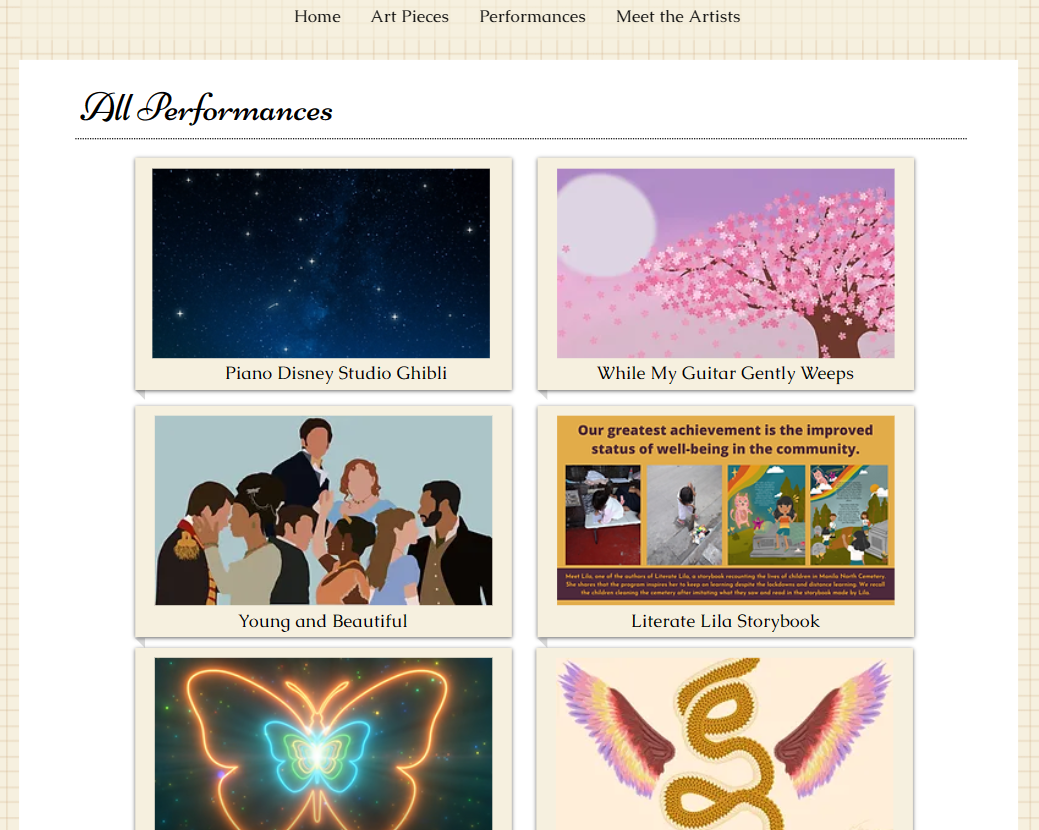 Home Art Pieces Performances Meet the Artists
All Performances
Piano Disney Studio Ghibli
While My Guitar Gently Weeps
Young and Beautiful
Our greatest achievement is the improved
status of well-being in the community.
Meet Lila, one of the authors of Literate Lila, a storybook recounting the lives of children in Manila North Cemetery.
She shares that the program inspires her to keep on learning despite the lockdowns and distance learning. We recall
the children cleaning the cemetery after imitating what they saw and read in the storybook made by Lila.
Literate Lila Storybook